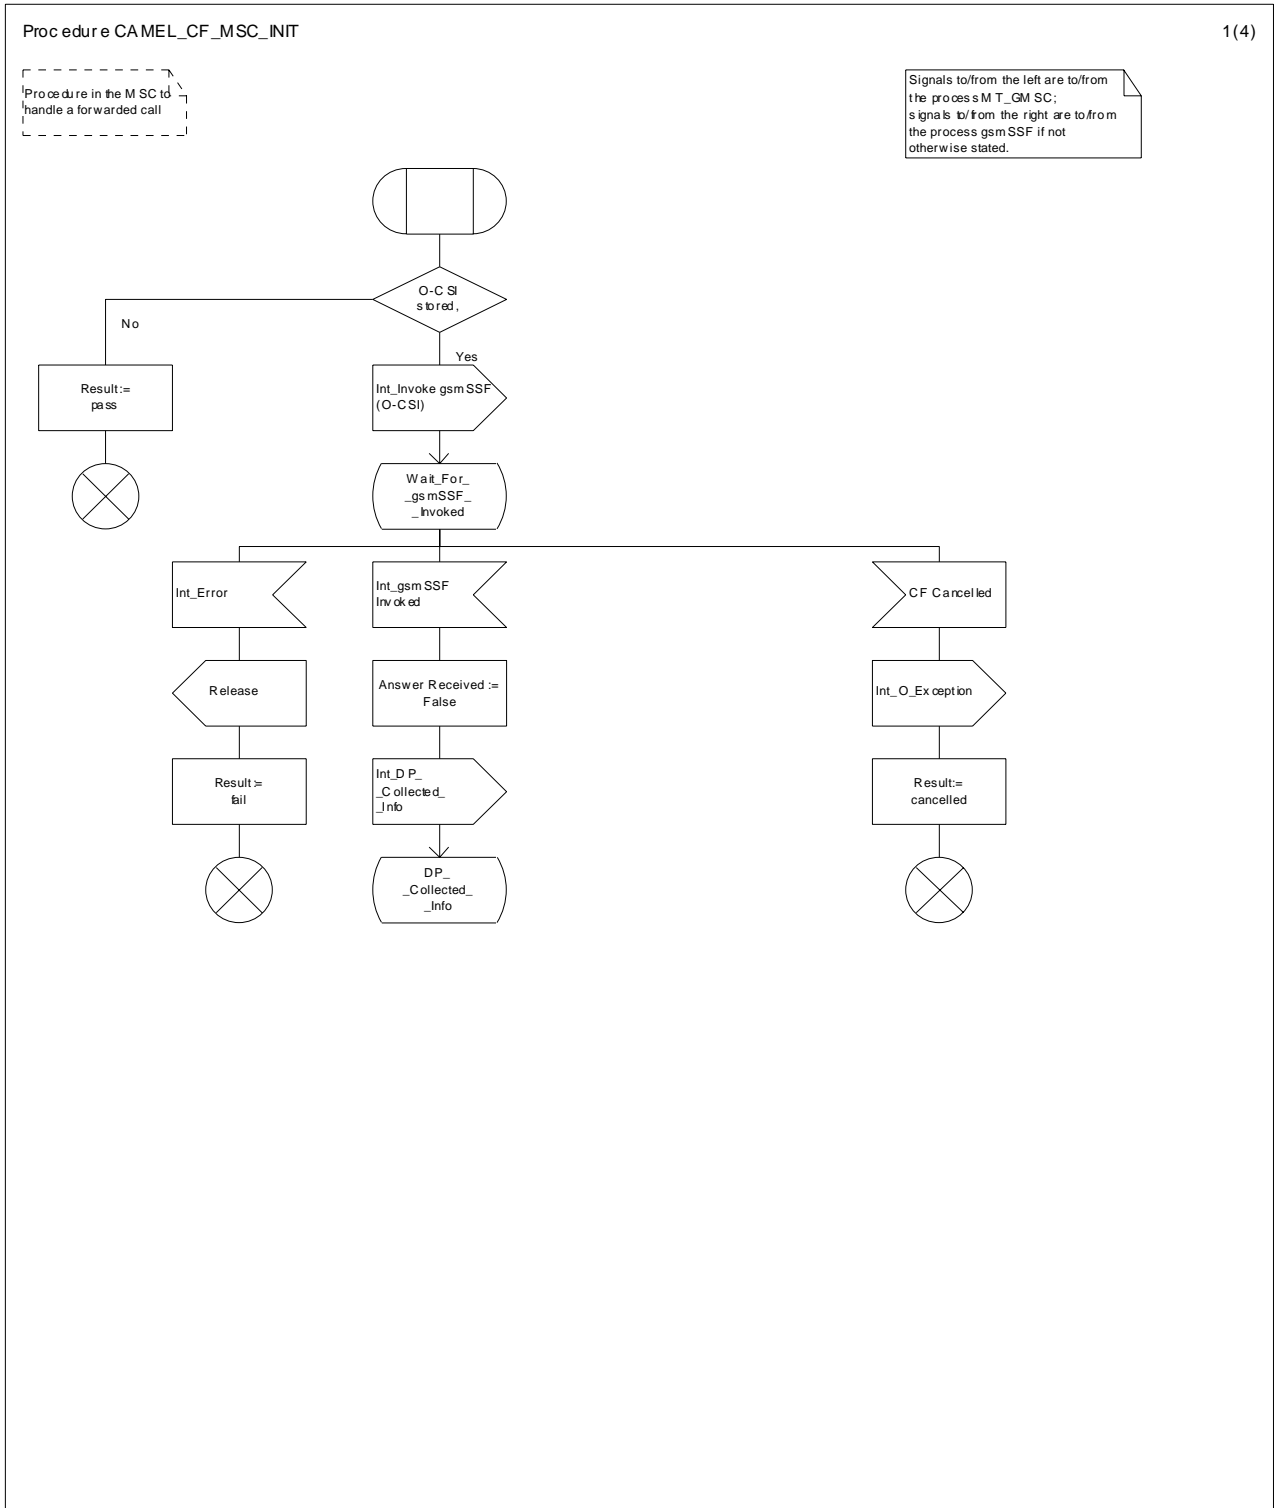 Procedure CAMEL_CF_MSC_INIT
1(4)
Procedure in the MSC to
handle a forwarded call
Signals to/from the left are to/from
the process MT_GMSC;
signals to/from the right are to/from
the process gsmSSF if not
otherwise stated.
O-CSI
stored,
No
Yes
Result:=
pass
Int_Invoke gsmSSF
(O-CSI)
Wait_For_
_gsmSSF_
_Invoked
Int_Error
Int_gsmSSF
Invoked
CF Cancelled
Release
Answer Received :=
False
Int_O_Exception
Result:=
fail
Int_DP_
_Collected_
_Info
Result:=
cancelled
DP_
_Collected_
_Info